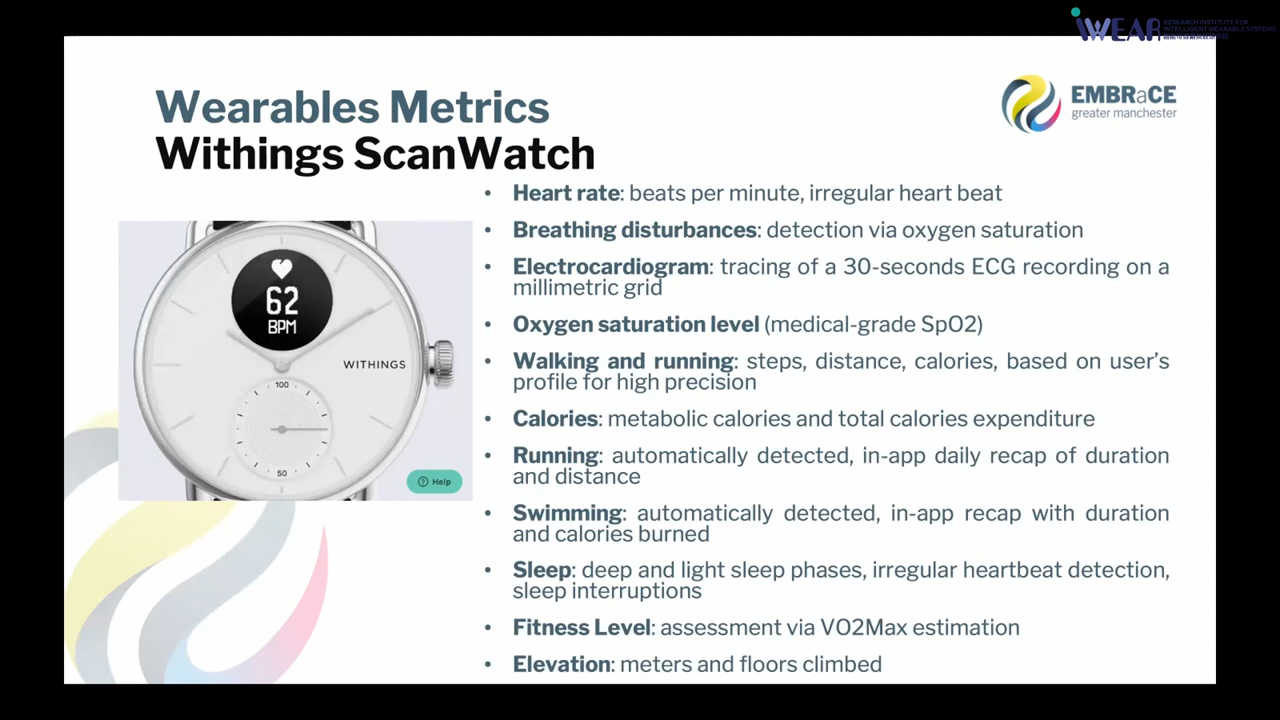 iWEAR
RESEARCH INSTITUTE FOR
INTELLIGENT WEARABLE SYSTEMS
Wearables Metrics
Withings ScanWatch
EMBRaCE
greater manchester
• Heart rate: beats per minute, irregular heart beat
• Breathing disturbances: detection via oxygen saturation
• Electrocardiogram: tracing of a 30-seconds ECG recording on a
millimetric grid
• Oxygen saturation level (medical-grade SpO2)
• Walking and running: steps, distance, calories, based on user's
profile for high precision
• Calories: metabolic calories and total calories expenditure
• Running: automatically detected, in-app daily recap of duration
and distance
• Swimming: automatically detected, in-app recap with duration
and calories burned
• Sleep: deep and light sleep phases, irregular heartbeat detection,
sleep interruptions
• Fitness Level: assessment via VO2Max estimation
• Elevation: meters and floors climbed
62
BPM
WITHINGS
100
50
Help